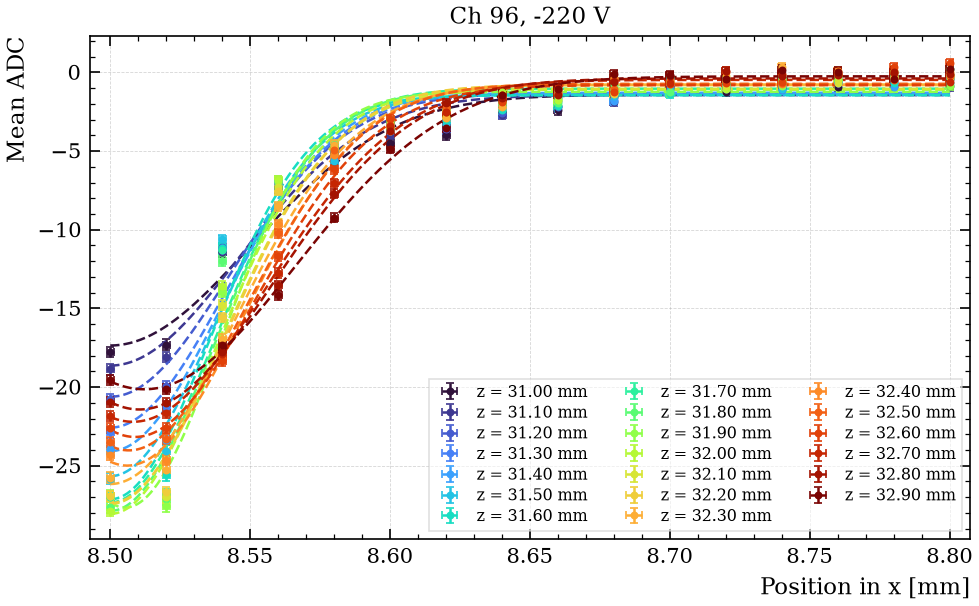 Ch 96, -220 V
Mean ADC
0
−5
−10
−15
−20
−25
z = 31.00 mm
z = 31.10 mm
z = 31.20 mm
z = 31.30 mm
z = 31.40 mm
z = 31.50 mm
z = 31.60 mm
z = 31.70 mm
z = 31.80 mm
z = 31.90 mm
z = 32.00 mm
z = 32.10 mm
z = 32.20 mm
z = 32.30 mm
z = 32.40 mm
z = 32.50 mm
z = 32.60 mm
z = 32.70 mm
z = 32.80 mm
z = 32.90 mm
8.50 8.55 8.60 8.65 8.70 8.75 8.80
Position in x [mm]